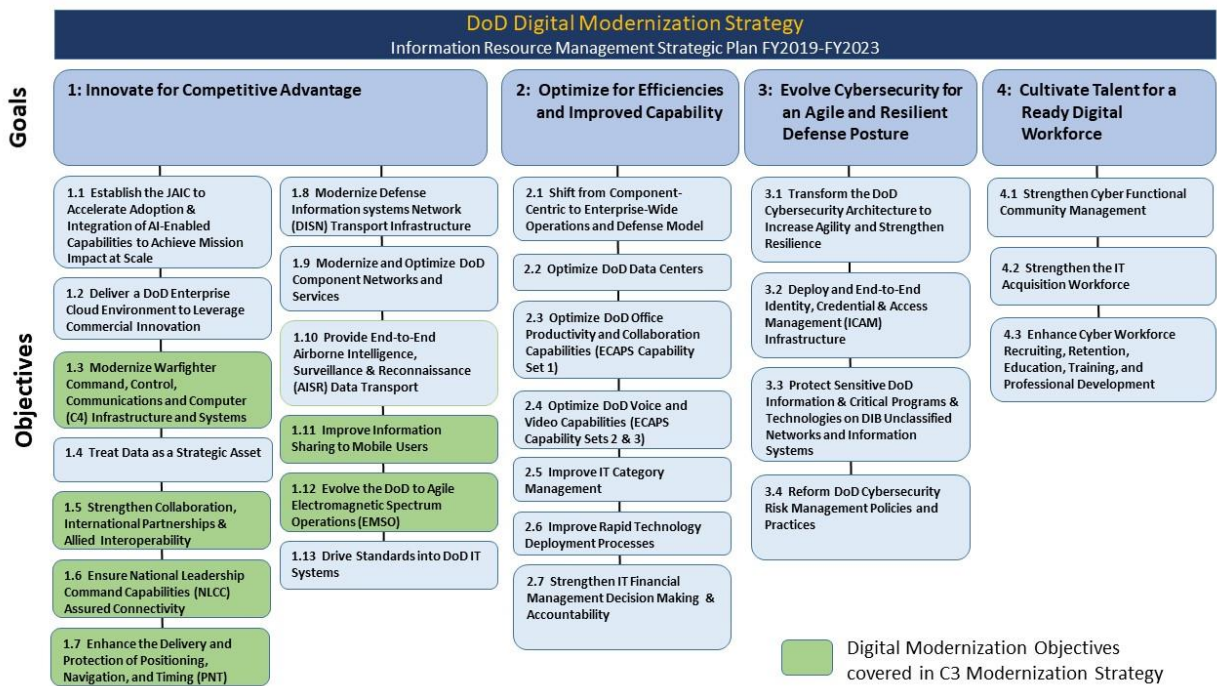 DoD Digital Modernization Strategy
Information Resource Management Strategic Plan FY2019-FY2023
Goals
1: Innovate for Competitive Advantage
2: Optimize for Efficiencies
and Improved Capability
3: Evolve Cybersecurity for
an Agile and Resilient
Defense Posture
4: Cultivate Talent for a
Ready Digital
Workforce
Objectives
1.1 Establish the JAIC to
Accelerate Adoption &
Integration of AI-Enabled
Capabilities to Achieve Mission
Impact at Scale
1.2 Deliver a DoD Enterprise
Cloud Environment to Leverage
Commercial Innovation
1.3 Modernize Warfighter
Command, Control,
Communications and Computer
(C4) Infrastructure and Systems
1.4 Treat Data as a Strategic Asset
1.5 Strengthen Collaboration,
International Partnerships &
Allied Interoperability
1.6 Ensure National Leadership
Command Capabilities (NLCC)
Assured Connectivity
1.7 Enhance the Delivery and
Protection of Positioning,
Navigation, and Timing (PNT)
1.8 Modernize Defense
Information systems Network
(DISN) Transport Infrastructure
1.9 Modernize and Optimize DoD
Component Networks and
Services
1.10 Provide End-to-End
Airborne Intelligence,
Surveillance & Reconnaissance
(AISR) Data Transport
1.11 Improve Information
Sharing to Mobile Users
1.12 Evolve the DoD to Agile
Electromagnetic Spectrum
Operations (EMSO)
1.13 Drive Standards into DoD IT
Systems
2.1 Shift from Component-
Centric to Enterprise-Wide
Operations and Defense Model
2.2 Optimize DoD Data Centers
2.3 Optimize DoD Office
Productivity and Collaboration
Capabilities (ECAPS Capability
Set 1)
2.4 Optimize DoD Voice and
Video Capabilities (ECAPS
Capability Sets 2 & 3)
2.5 Improve IT Category
Management
2.6 Improve Rapid Technology
Deployment Processes
2.7 Strengthen IT Financial
Management Decision Making &
Accountability
3.1 Transform the DoD
Cybersecurity Architecture to
Increase Agility and Strengthen
Resilience
3.2 Deploy and End-to-End
Identity, Credential & Access
Management (ICAM)
Infrastructure
3.3 Protect Sensitive DoD
Information & Critical Programs &
Technologies on DIB Unclassified
Networks and Information
Systems
3.4 Reform DoD Cybersecurity
Risk Management Policies and
Practices
4.1 Strengthen Cyber Functional
Community Management
4.2 Strengthen the IT
Acquisition Workforce
4.3 Enhance Cyber Workforce
Recruiting, Retention,
Education, Training, and
Professional Development
Digital Modernization Objectives
covered in C3 Modernization Strategy